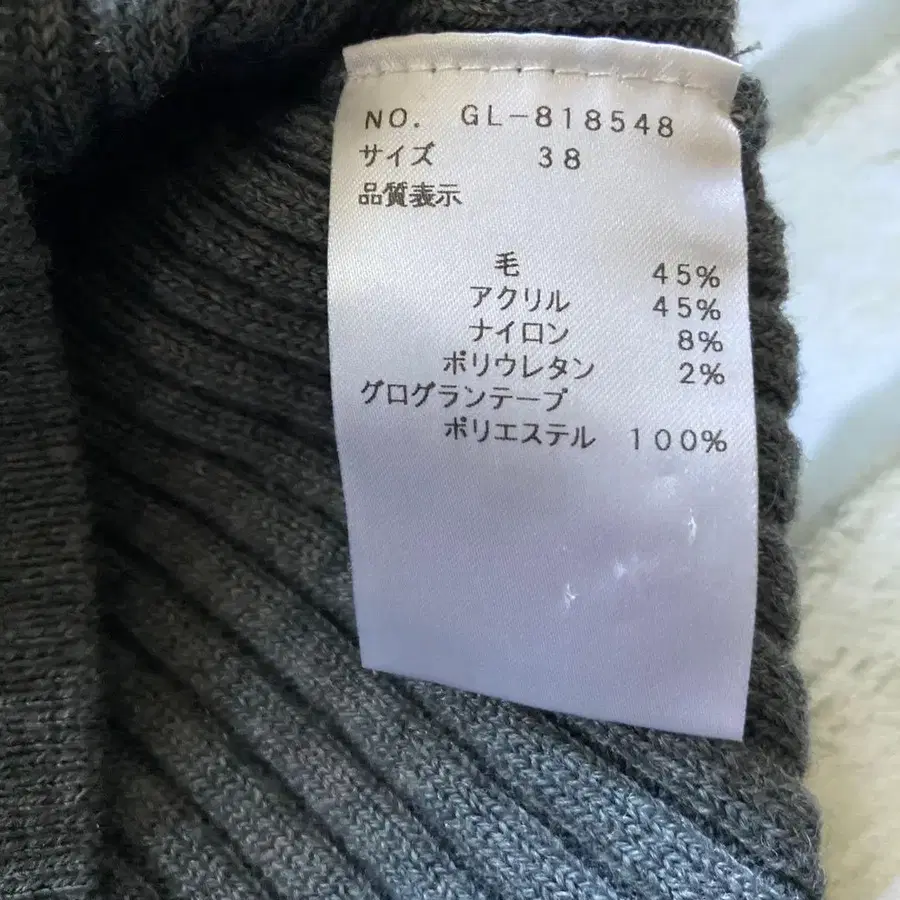 NO. GL-818548
サイズ 38
品質表示
毛 45%
アクリル 45%
ナイロン 8%
ポリウレタン 2%
グログランテープ
ポリエステル 100%